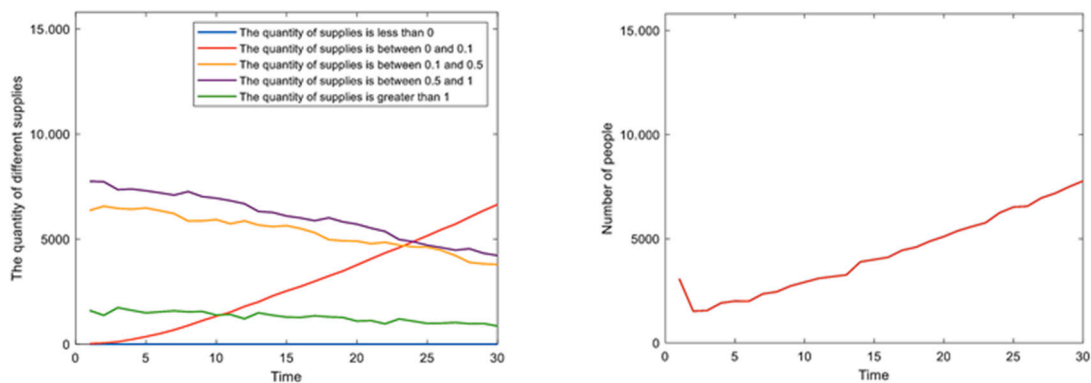 15.000
10.000
5000
0
0 5 10 15 20 25 30
Time
The quantity of different supplies
The quantity of supplies is less than 0
The quantity of supplies is between 0 and 0.1
The quantity of supplies is between 0.1 and 0.5
The quantity of supplies is between 0.5 and 1
The quantity of supplies is greater than 1
15.000
10.000
5000
0
0 5 10 15 20 25 30
Time
Number of people